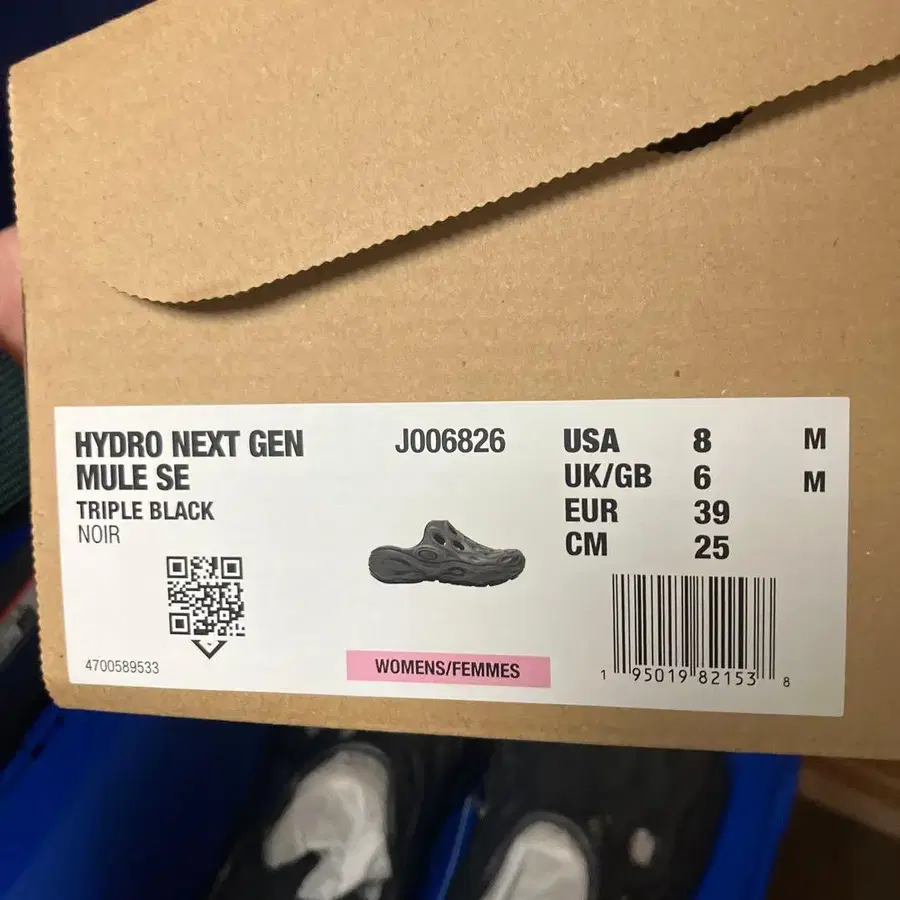 HYDRO NEXT GEN
MULE SE
TRIPLE BLACK
NOIR
4700589533
J006826
WOMENS/FEMMES
USA 8 M
UK/GB 6 M
EUR 39
CM 25
1 95019 82153 8